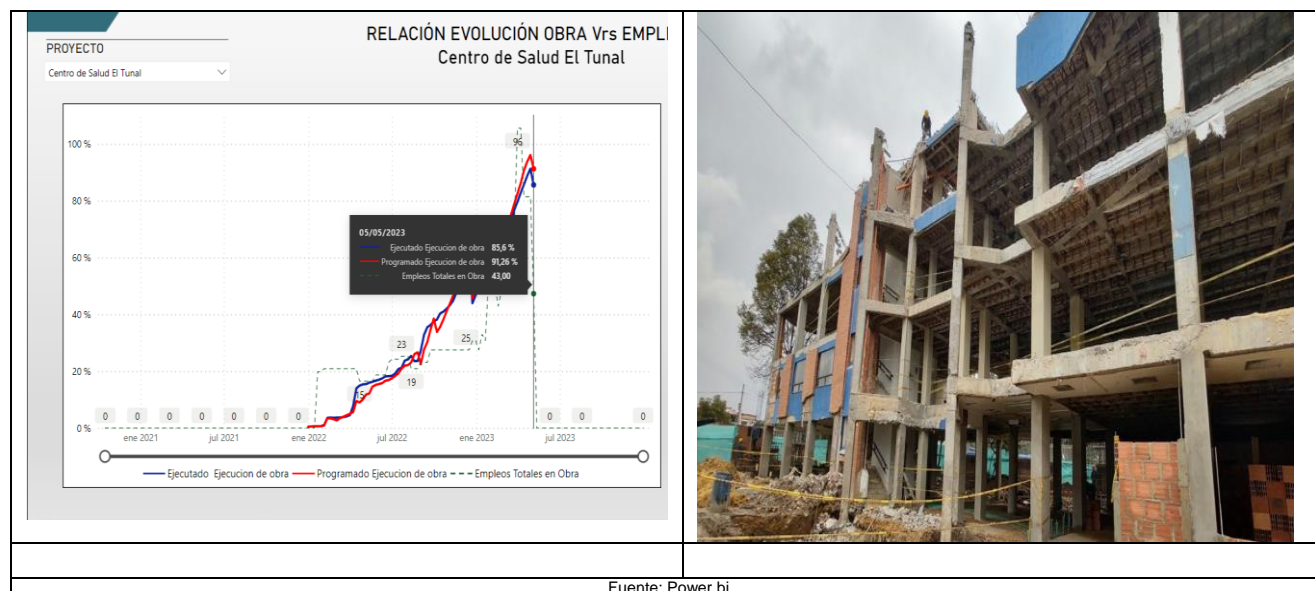 RELACIÓN EVOLUCIÓN OBRA Vrs EMPL
Centro de Salud El Tunal
PROYECTO
Centro de Salud El Tunal
100 %
80 %
60 %
40 %
20 %
0 %
96
05/05/2023
Ejecutado Ejecucion de obra 85,6 %
Programado Ejecucion de obra 91,26 %
Empleos Totales en Obra 43,00
23
25
19
15
0 0 0 0 0 0 0 0 0 0
ene 2021 jul 2021 ene 2022 jul 2022 ene 2023 jul 2023
Ejecutado Ejecucion de obra Programado Ejecucion de obra Empleos Totales en Obra
Fuente: Power bi